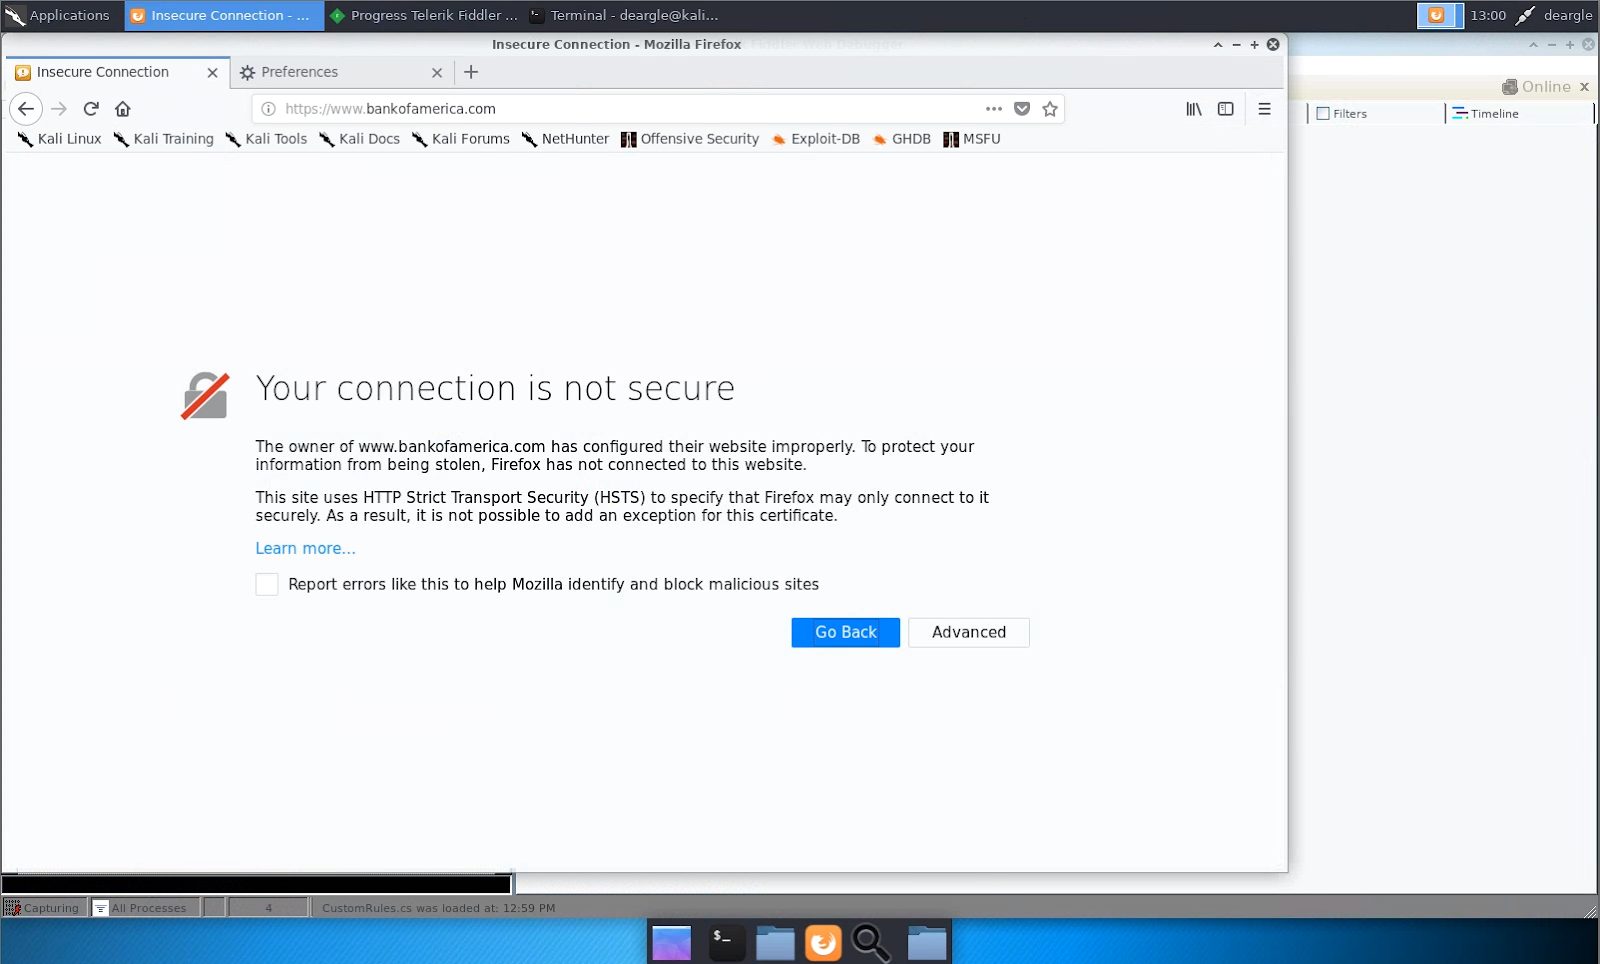 Applications
Insecure Connection - ...
Progress Telerik Fiddler ...
Terminal - deargle@kali...
13:00
deargle
Insecure Connection - Mozilla Firefox
Insecure Connection
Preferences
Online
https://www.bankofamerica.com
Filters
Timeline
Kali Linux
Kali Training
Kali Tools
Kali Docs
Kali Forums
NetHunter
Offensive Security
Exploit-DB
GHDB
MSFU
Your connection is not secure
The owner of www.bankofamerica.com has configured their website improperly. To protect your
information from being stolen, Firefox has not connected to this website.
This site uses HTTP Strict Transport Security (HSTS) to specify that Firefox may only connect to it
securely. As a result, it is not possible to add an exception for this certificate.
Learn more...
Report errors like this to help Mozilla identify and block malicious sites
Go Back
Advanced
Capturing
All Processes
4
CustomRules.cs was loaded at: 12:59 PM
$_